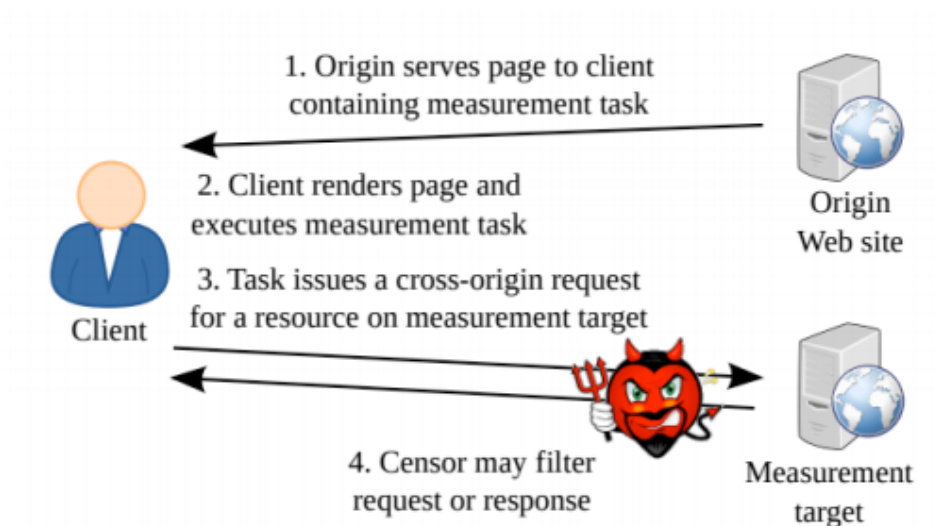 1. Origin serves page to client
containing measurement task
2. Client renders page and
executes measurement task
Origin
Web site
3. Task issues a cross-origin request
for a resource on measurement target
Client
4. Censor may filter
request or response
Measurement
target